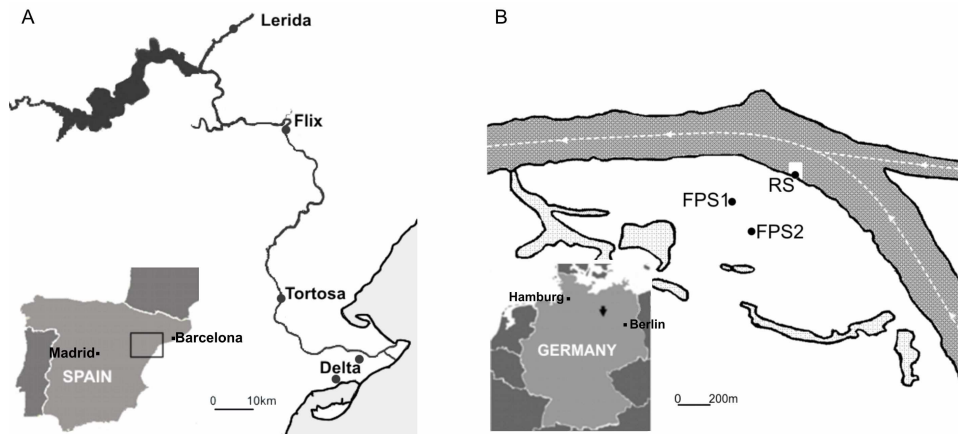 A
Lerida
Flix
Tortosa
Barcelona
Madrid
SPAIN
Delta
0 10km
B
RS
FPS1
FPS2
Hamburg
Berlin
GERMANY
0 200m